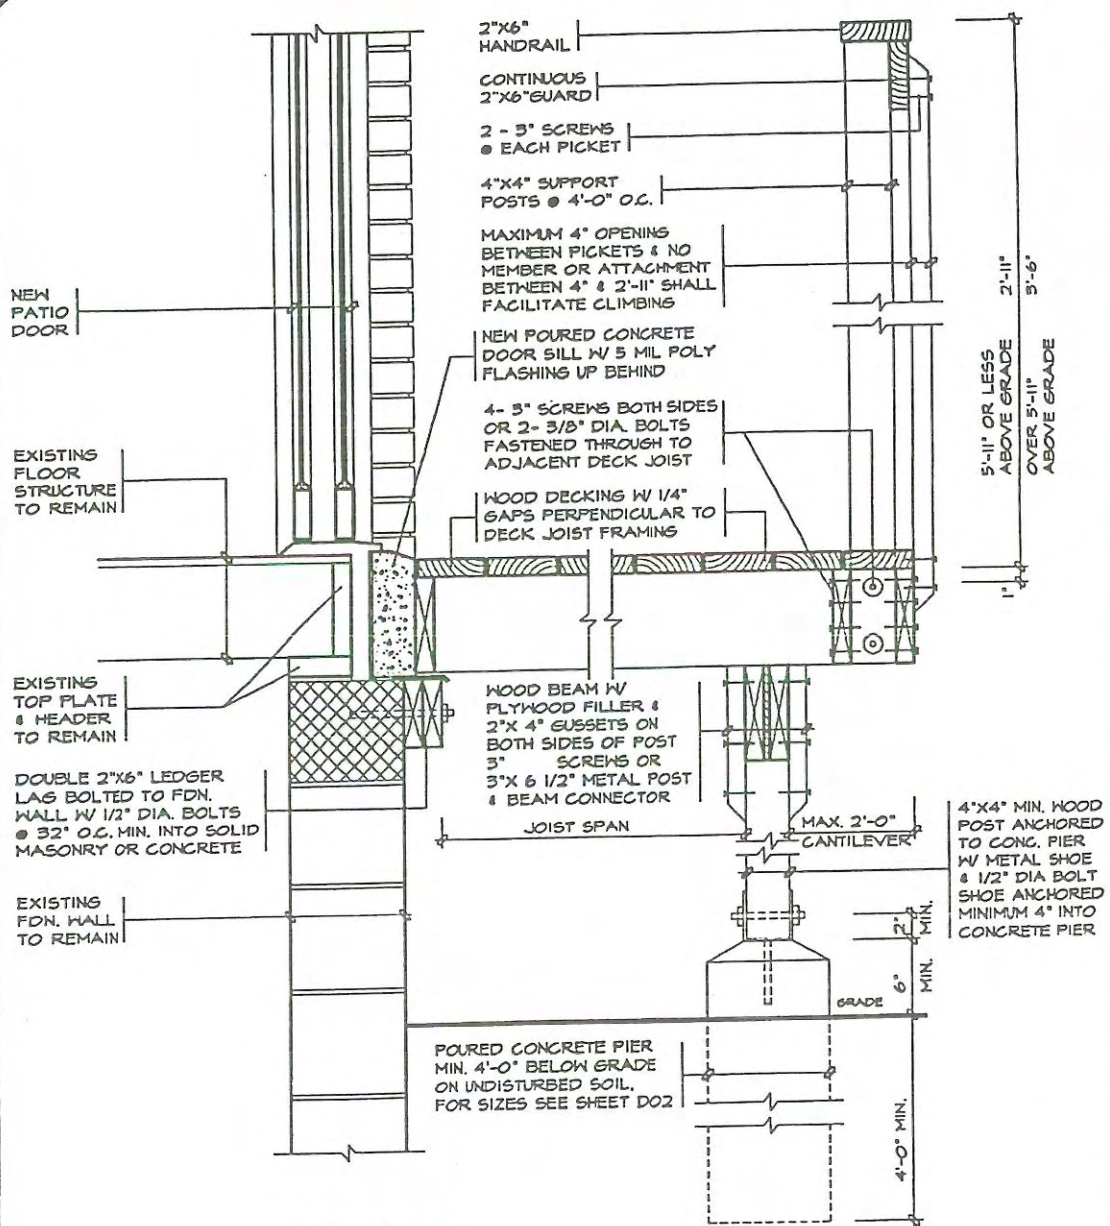 2"X6"
HANDRAIL
CONTINUOUS
2"X6"GUARD
2 - 3" SCREWS
@ EACH PICKET
4"X4" SUPPORT
POSTS @ 4'-0" O.C.
MAXIMUM 4" OPENING
BETWEEN PICKETS & NO
MEMBER OR ATTACHMENT
BETWEEN 4" & 2'-11" SHALL
FACILITATE CLIMBING
NEW
PATIO
DOOR
NEW POURED CONCRETE
DOOR SILL W/ 5 MIL POLY
FLASHING UP BEHIND
4- 3" SCREWS BOTH SIDES
OR 2- 3/8" DIA. BOLTS
FASTENED THROUGH TO
ADJACENT DECK JOIST
EXISTING
FLOOR
STRUCTURE
TO REMAIN
WOOD DECKING W/ 1/4"
GAPS PERPENDICULAR TO
DECK JOIST FRAMING
5'-11" OR LESS
ABOVE GRADE
2'-11"
OVER 5'-11"
ABOVE GRADE
3'-6"
1"
EXISTING
TOP PLATE
& HEADER
TO REMAIN
WOOD BEAM W/
PLYWOOD FILLER &
2"X 4" GUSSETS ON
BOTH SIDES OF POST
3" SCREWS OR
3"X 6 1/2" METAL POST
& BEAM CONNECTOR
DOUBLE 2"X6" LEDGER
LAG BOLTED TO FDN.
WALL W/ 1/2" DIA. BOLTS
@ 32" O.C. MIN. INTO SOLID
MASONRY OR CONCRETE
JOIST SPAN
MAX. 2'-0"
CANTILEVER
4"X4" MIN. WOOD
POST ANCHORED
TO CONC. PIER
W/ METAL SHOE
& 1/2" DIA BOLT
SHOE ANCHORED
MINIMUM 4" INTO
CONCRETE PIER
EXISTING
FDN. WALL
TO REMAIN
2"
MIN.
6"
MIN.
GRADE
POURED CONCRETE PIER
MIN. 4'-0" BELOW GRADE
ON UNDISTURBED SOIL.
FOR SIZES SEE SHEET D02
4'-0" MIN.